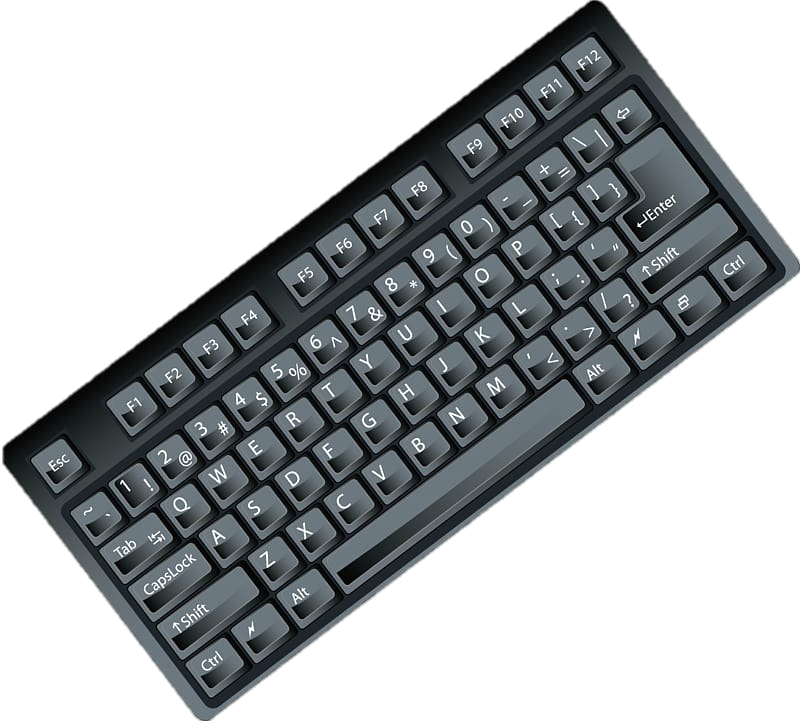 Esc F1 F2 F3 F4 F5 F6 F7 F8 F9 F10 F11 F12
~ ` 1 ! 2 @ 3 # 4 $ 5 % 6 ^ 7 & 8 * 9 ( 0 ) - _ + = \ | ⇦
Tab ↹ Q W E R T Y U I O P [ { ] } ↵Enter
CapsLock A S D F G H J K L ; : ' "
↑Shift Z X C V B N M ' < . > / ? ↑Shift
Ctrl Alt Alt Ctrl